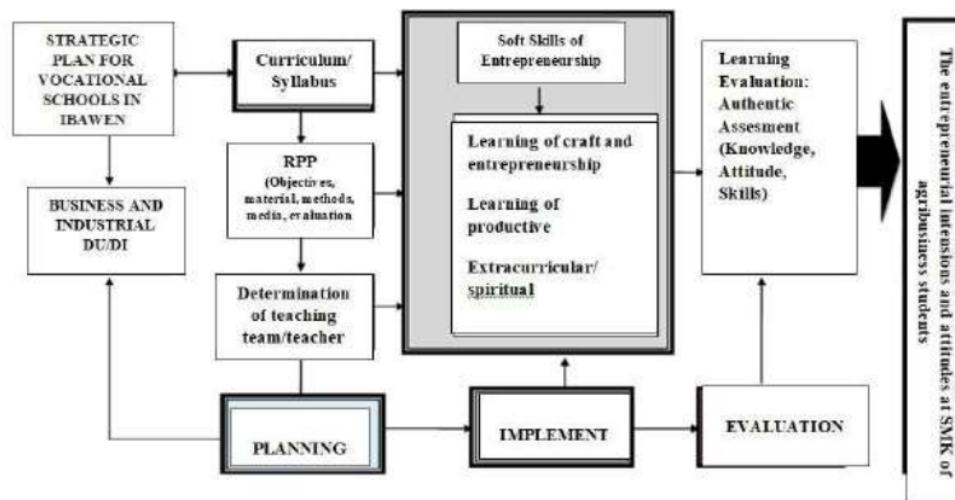 STRATEGIC
PLAN FOR
VOCATIONAL
SCHOOLS IN
IBAWEN
BUSINESS AND
INDUSTRIAL
DU/DI
Curriculum/
Syllabus
RPP
(Objectives,
material, methods,
media, evaluation)
Determination
of teaching
team/teacher
PLANNING
Soft Skills of
Entrepreneurship
Learning of craft and
entrepreneurship
Learning of
productive
Extracurricular/
spiritual
IMPLEMENT
Learning
Evaluation:
Authentic
Assesment
(Knowledge,
Attitude,
Skills)
EVALUATION
The entrepreneurial intensions and attitudes at SMK of
agribusiness students